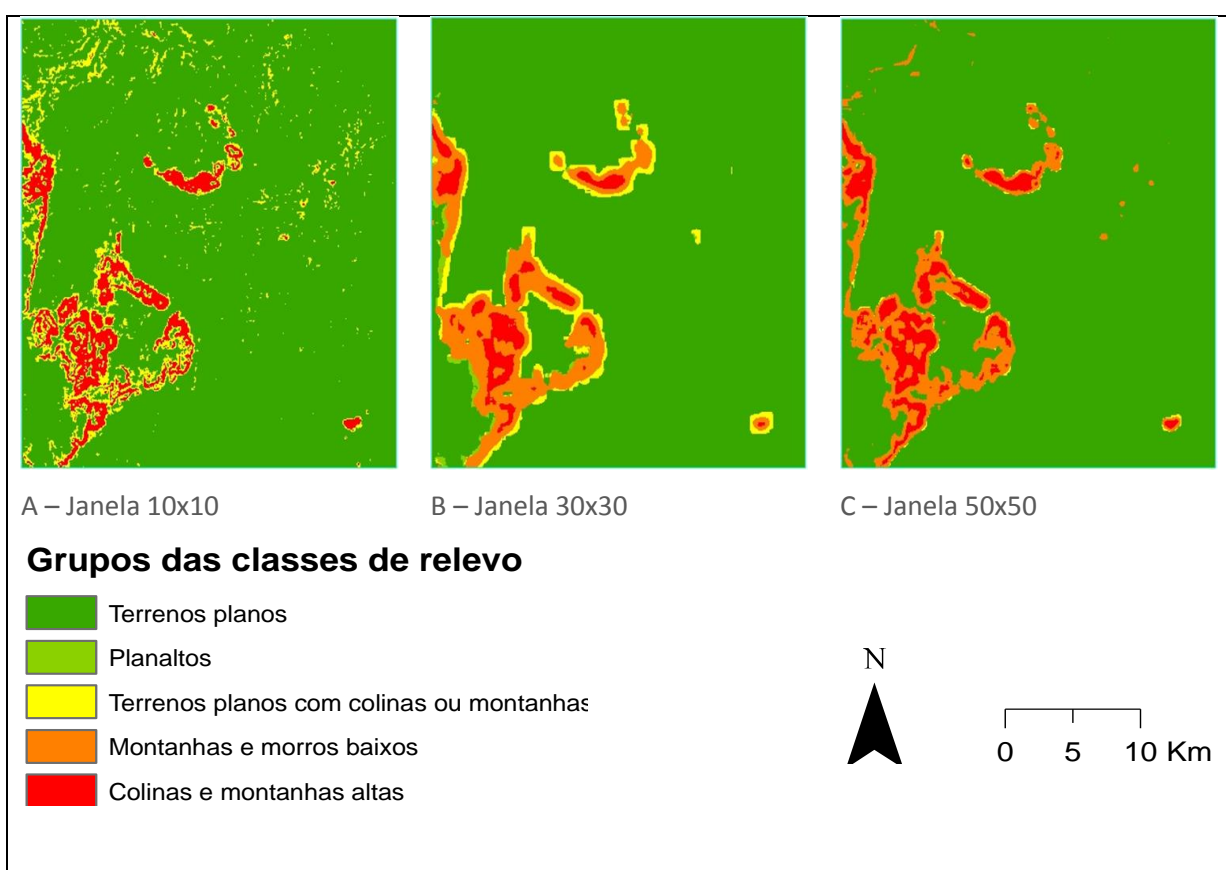 A – Janela 10x10
B – Janela 30x30
C – Janela 50x50
Grupos das classes de relevo
Terrenos planos
Planaltos
Terrenos planos com colinas ou montanhas
Montanhas e morros baixos
Colinas e montanhas altas
N
0 5 10 Km